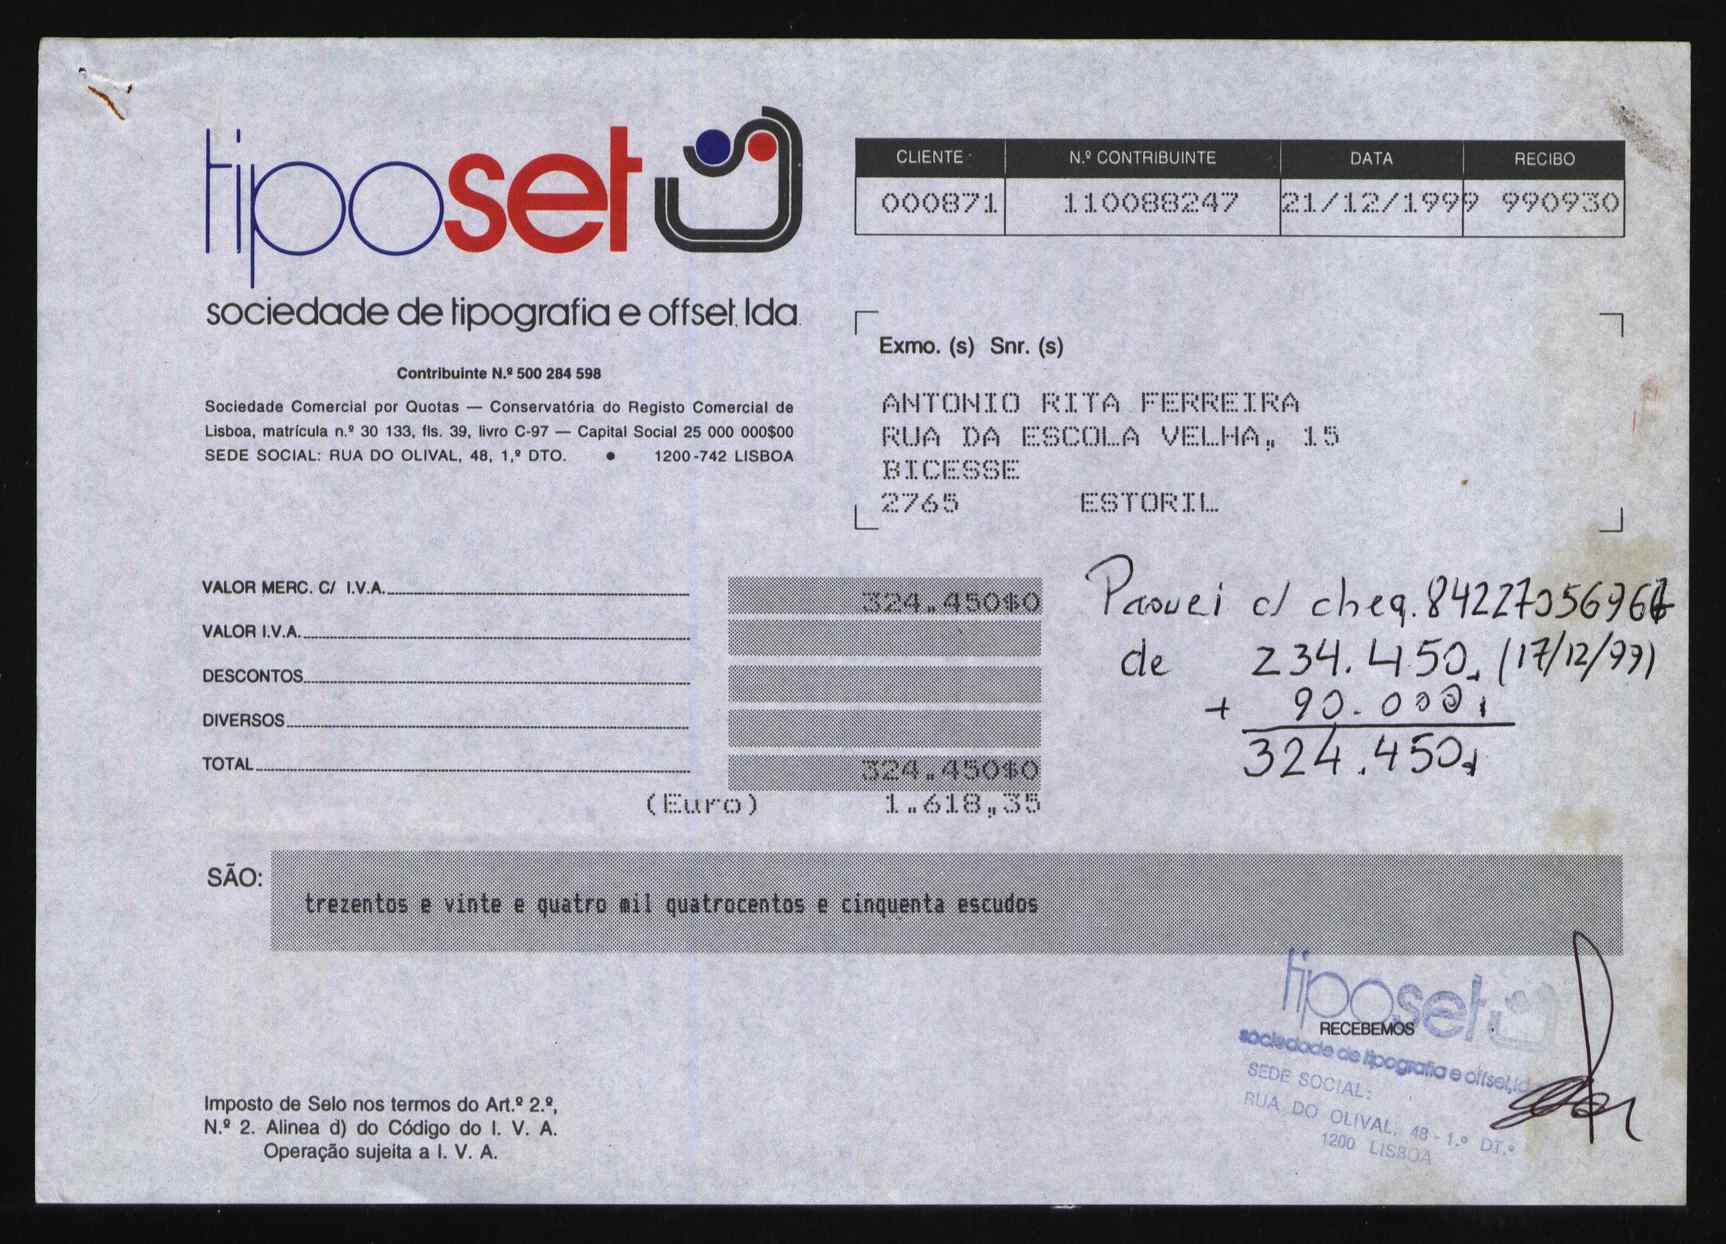 tiposet
sociedade de tipografia e offset, lda.
Contribuinte N.º 500 284 598
Sociedade Comercial por Quotas — Conservatória do Registo Comercial de
Lisboa, matrícula n.º 30 133, fls. 39, livro C-97 — Capital Social 25 000 000$00
SEDE SOCIAL: RUA DO OLIVAL, 48, 1,º DTO. • 1200-742 LISBOA
CLIENTE N.º CONTRIBUINTE DATA RECIBO
000871 110088247 21/12/1999 990930
Exmo. (s) Snr. (s)
ANTONIO RITA FERREIRA
RUA DA ESCOLA VELHA, 15
BICESSE
2765 ESTORIL
VALOR MERC. C/ I.V.A. 324.450$0
VALOR I.V.A.
DESCONTOS
DIVERSOS
TOTAL 324.450$0
(Euro) 1.618,35
Paguei c/ cheq.
de 234.450, (17/12/99)
+ 90.000,
324.450,
SÃO: trezentos e vinte e quatro mil quatrocentos e cinquenta escudos
tiposet
RECEBEMOS
sociedade de tipografia e offset, lda
SEDE SOCIAL:
RUA DO OLIVAL, 48 - 1.º DT.º
1200 LISBOA
Imposto de Selo nos termos do Art.º 2.º,
N.º 2. Alinea d) do Código do I. V. A.
Operação sujeita a I. V. A.